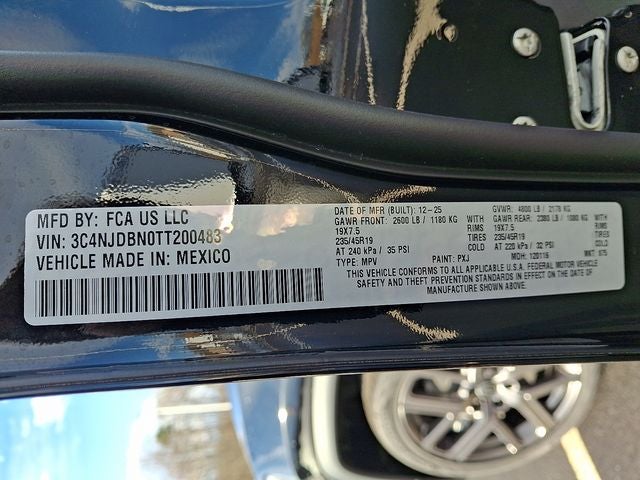 MFD BY: FCA US LLC
VIN: 3C4NJDBN0TT200483
VEHICLE MADE IN: MEXICO
DATE OF MFR (BUILT): 12-25 GVWR: 4800 LB / 2178 KG
GAWR FRONT: 2600 LB / 1180 KG WITH GAWR REAR: 2380 LB / 1080 KG WITH
19X7.5 RIMS 19X7.5 RIMS
235/45R19 TIRES 235/45R19 TIRES
AT 240 kPa / 35 PSI AT 220 kPa / 32 PSI
TYPE: MPV PAINT: PXJ MDH: 120116 MKT: 875
THIS VEHICLE CONFORMS TO ALL APPLICABLE U.S.A. FEDERAL MOTOR VEHICLE
SAFETY AND THEFT PREVENTION STANDARDS IN EFFECT ON THE DATE OF
MANUFACTURE SHOWN ABOVE.